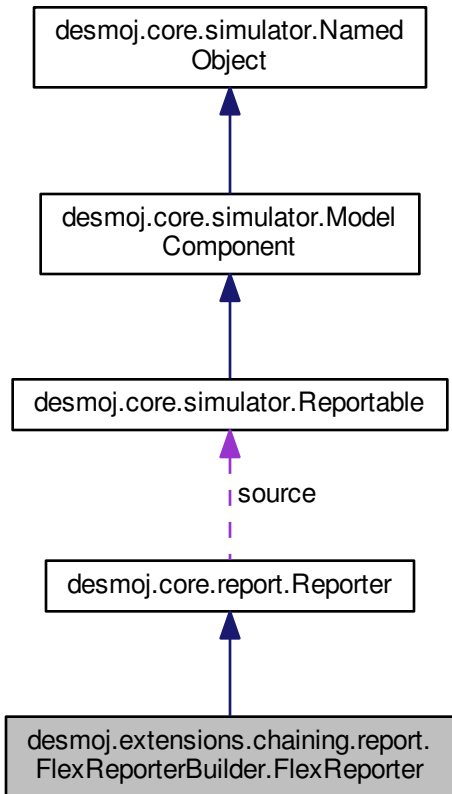 desmoj.core.simulator.Named
Object
desmoj.core.simulator.Model
Component
desmoj.core.simulator.Reportable
source
desmoj.core.report.Reporter
desmoj.extensions.chaining.report.
FlexReporterBuilder.FlexReporter